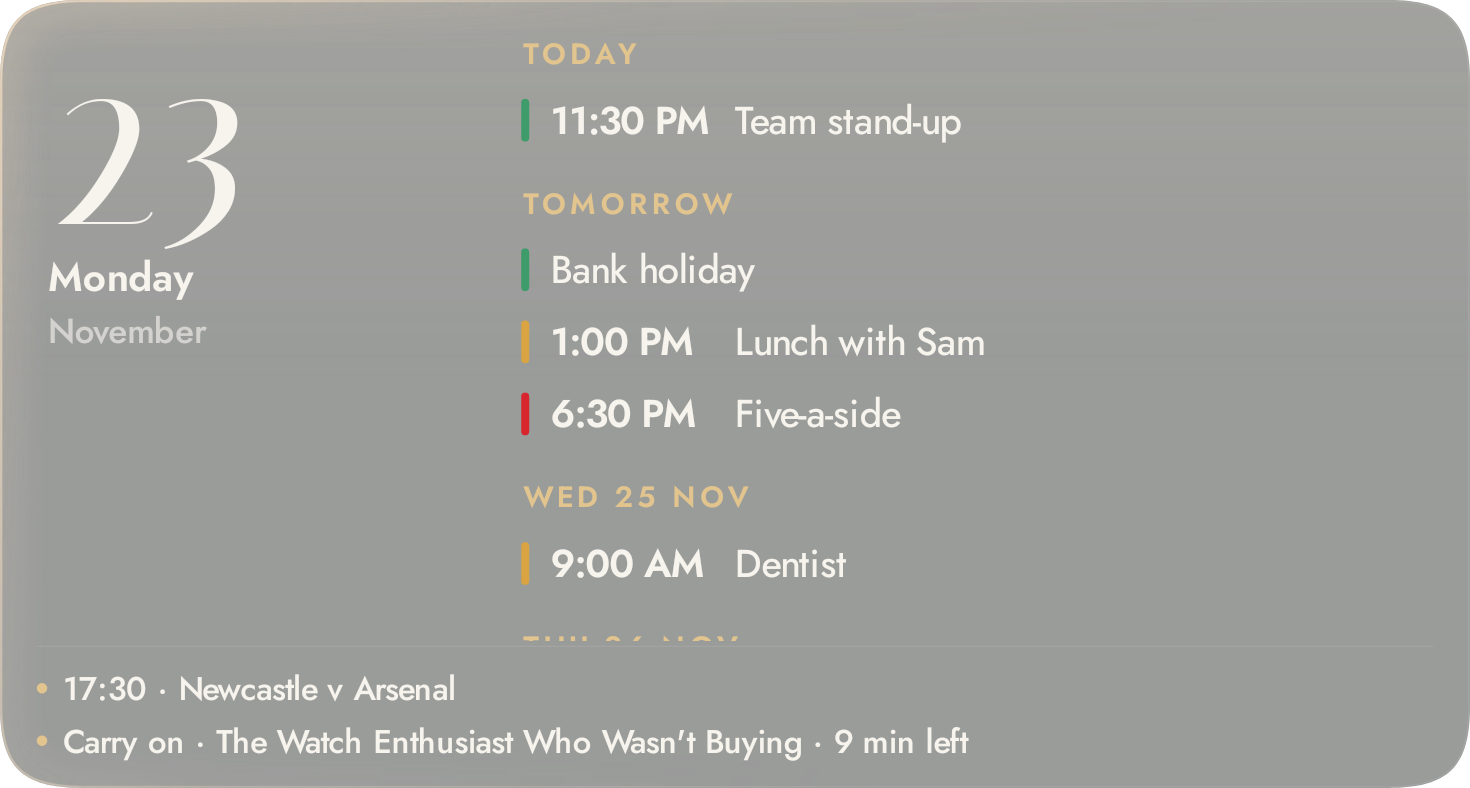 23
Monday
November
TODAY
11:30 PM Team stand-up
TOMORROW
Bank holiday
1:00 PM Lunch with Sam
6:30 PM Five-a-side
WED 25 NOV
9:00 AM Dentist
17:30 · Newcastle v Arsenal
Carry on · The Watch Enthusiast Who Wasn't Buying · 9 min left